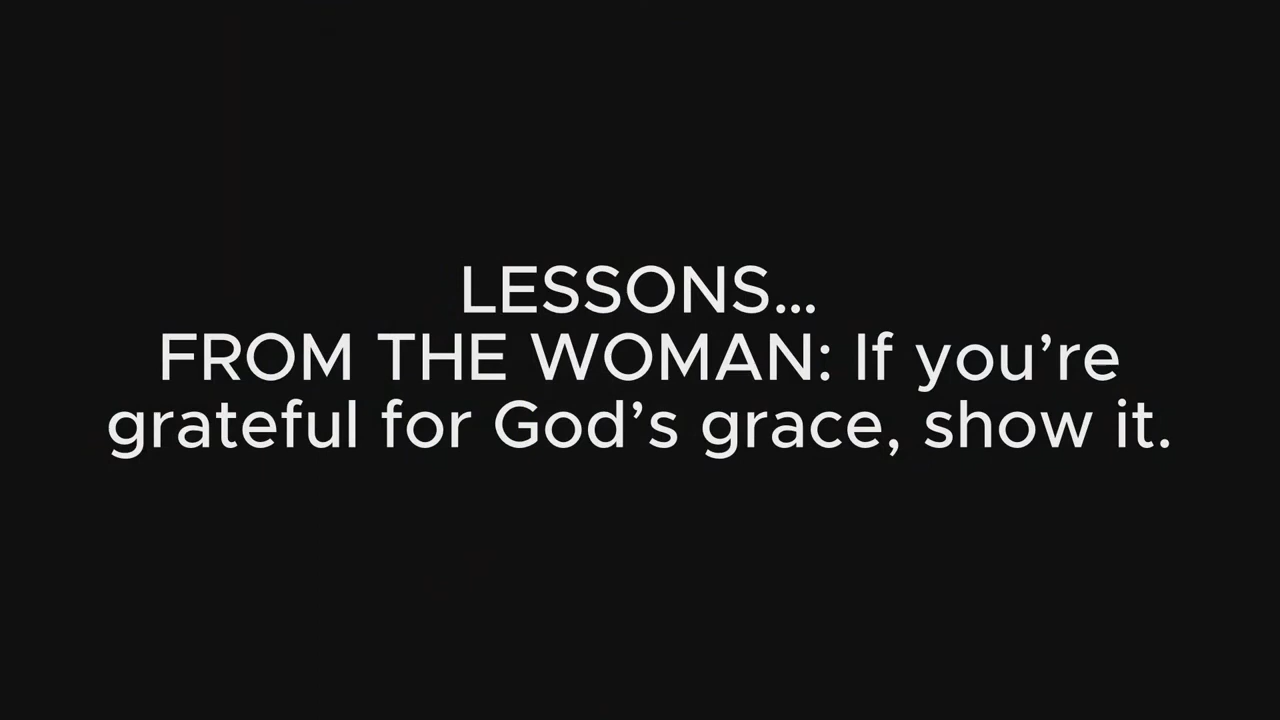 LESSONS...
FROM THE WOMAN: If you’re
grateful for God’s grace, show it.